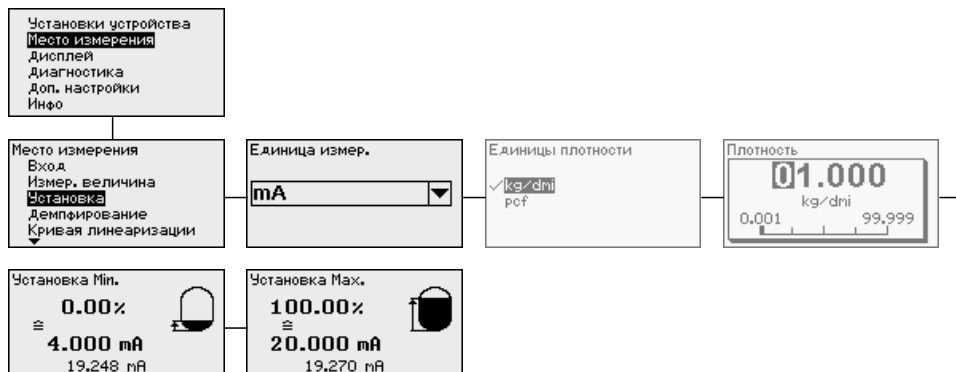 Установки устройства
Место измерения
Дисплей
Диагностика
Доп. настройки
Инфо
Место измерения
Вход
Измер. величина
Установка
Демпфирование
Кривая линеаризации
Единица измер.
mA
Единицы плотности
kg/dm³
pcf
Плотность
01.000
kg/dm³
0.001 99.999
Установка Min.
0.00%
≙
4.000 mA
19.248 mA
Установка Max.
100.00%
≙
20.000 mA
19.270 mA